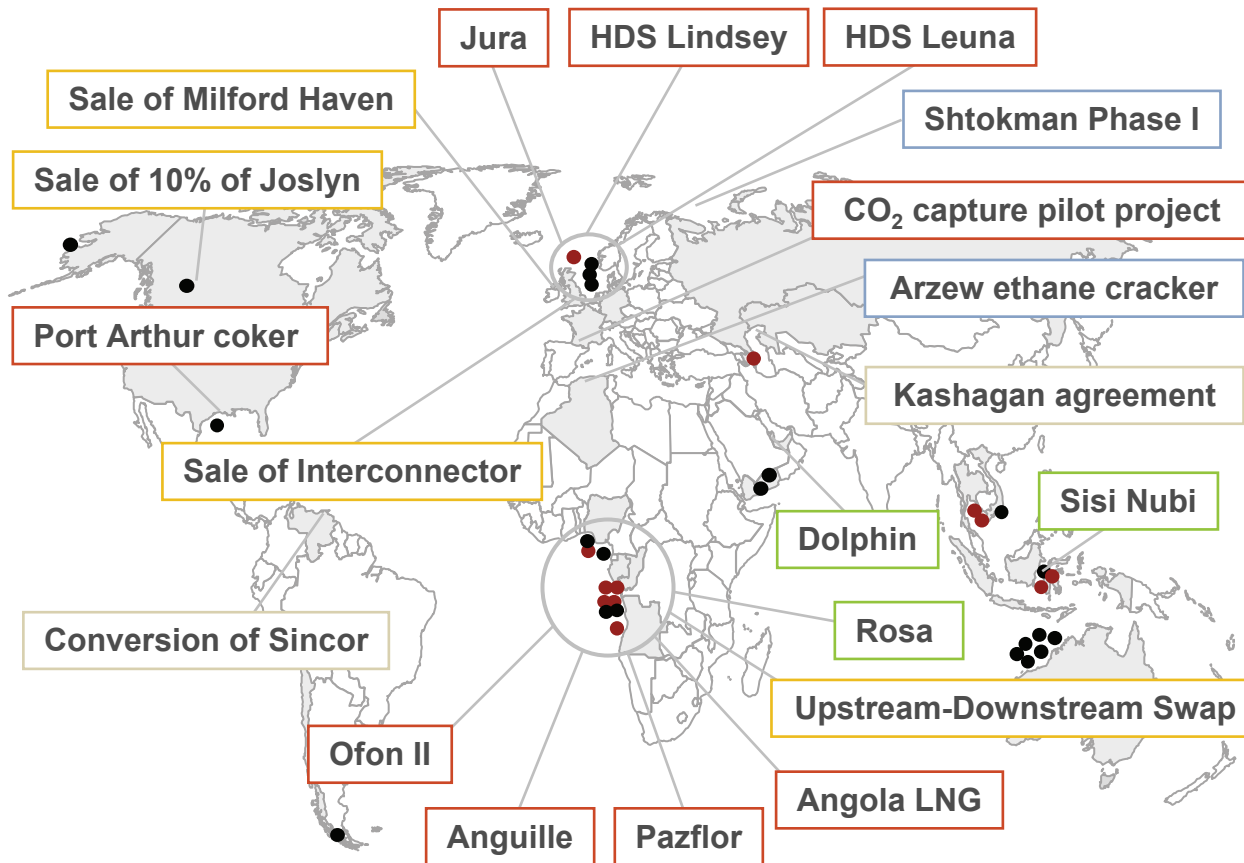 Jura
HDS Lindsey
HDS Leuna
Sale of Milford Haven
Shtokman Phase I
Sale of 10% of Joslyn
CO₂ capture pilot project
Arzew ethane cracker
Port Arthur coker
Kashagan agreement
Sale of Interconnector
Sisi Nubi
Dolphin
Rosa
Conversion of Sincor
Upstream-Downstream Swap
Ofon II
Angola LNG
Anguille
Pazflor